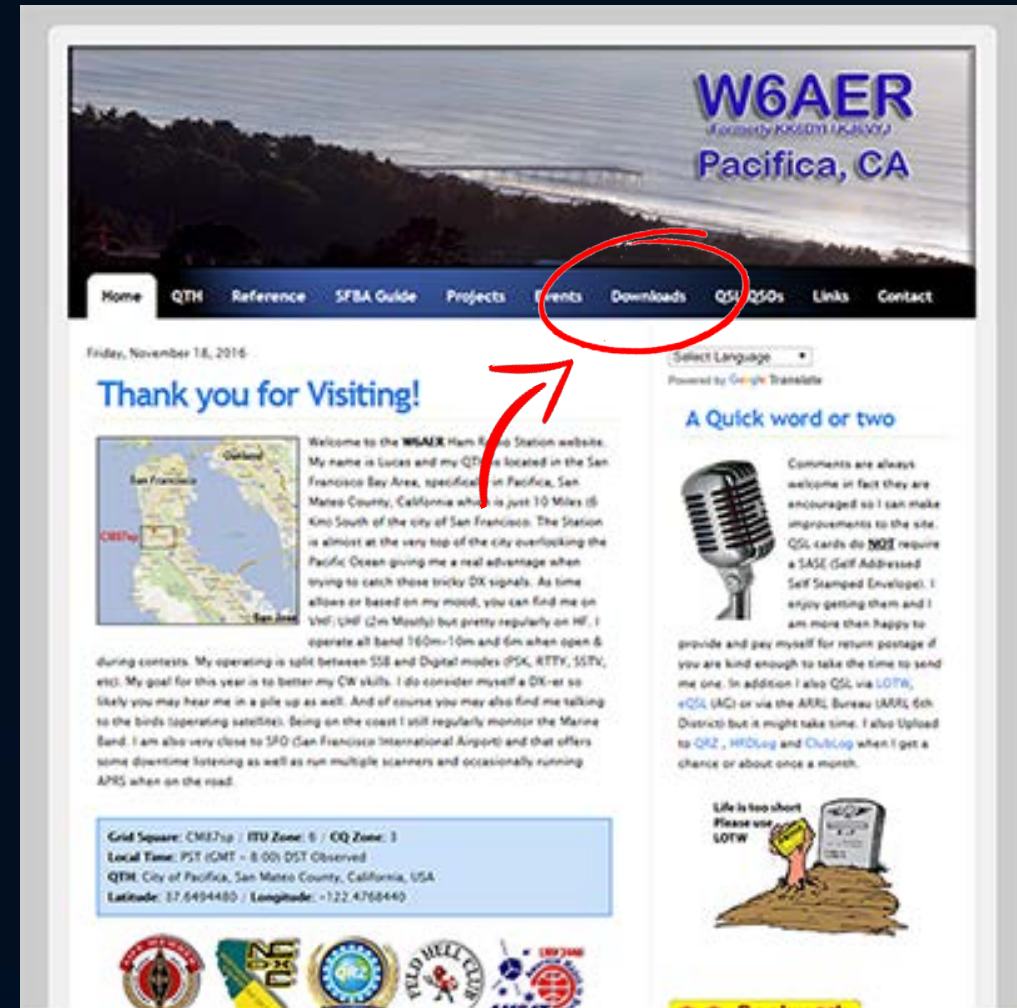 W6AER
Pacifica, CA
Home QTH Reference SFBA Guide Projects Events Downloads QSL/QSOs Links Contact
Friday, November 18, 2016
Thank you for Visiting!
San Francisco
Oakland
CM87sp
San Jose
Welcome to the W6AER Ham Radio Station website.
My name is Lucas and my QTH is located in the San
Francisco Bay Area, specifically in Pacifica, San
Mateo County, California which is just 10 Miles (6
Km) South of the city of San Francisco. The Station
is almost at the very top of the city overlooking the
Pacific Ocean giving me a real advantage when
trying to catch those tricky DX signals. As time
allows or based on my mood, you can find me on
VHF, UHF (2m Mostly) but pretty regularly on HF. I
operate all band 160m-10m and 6m when open &
during contests. My operating is split between SSB and Digital modes (PSK, RTTY, SSTV,
etc). My goal for this year is to better my CW skills. I do consider myself a DX-er so
likely you may hear me in a pile up as well. And of course you may also find me talking
to the birds (operating satellite). Being on the coast I still regularly monitor the Marine
Band. I am also very close to SFO (San Francisco International Airport) and that offers
some downtime listening as well as run multiple scanners and occasionally running
APRS when on the road.
Grid Square: CM87sp / ITU Zone: 6 / CQ Zone: 3
Local Time: PST (GMT - 8:00) DST Observed
QTH: City of Pacifica, San Mateo County, California, USA
Latitude: 37.6494480 / Longitude: -122.4768440
QRZ
FELD HELL CLUB
Select Language
Powered by Google Translate
A Quick word or two
Comments are always
welcome in fact they are
encouraged so I can make
improvements to the site.
QSL cards do NOT require
a SASE (Self Addressed
Self Stamped Envelope). I
enjoy getting them and I
am more then happy to
provide and pay myself for return postage if
you are kind enough to take the time to send
me one. In addition I also QSL via LOTW,
eQSL (AG) or via the ARRL Bureau (ARRL 6th
District) but it might take time. I also Upload
to QRZ , HRDLog and ClubLog when I get a
chance or about once a month.
Life is too short
Please use
LOTW